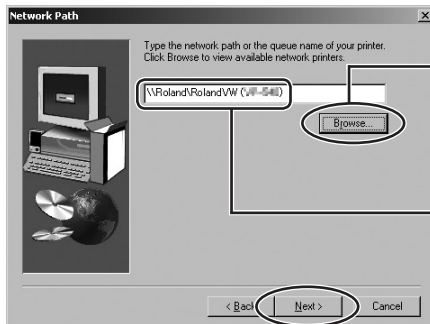 Network Path
Type the network path or the queue name of your printer.
Click Browse to view available network printers.
\\Roland\RolandVW (
Browse...
< Back
Next >
Cancel